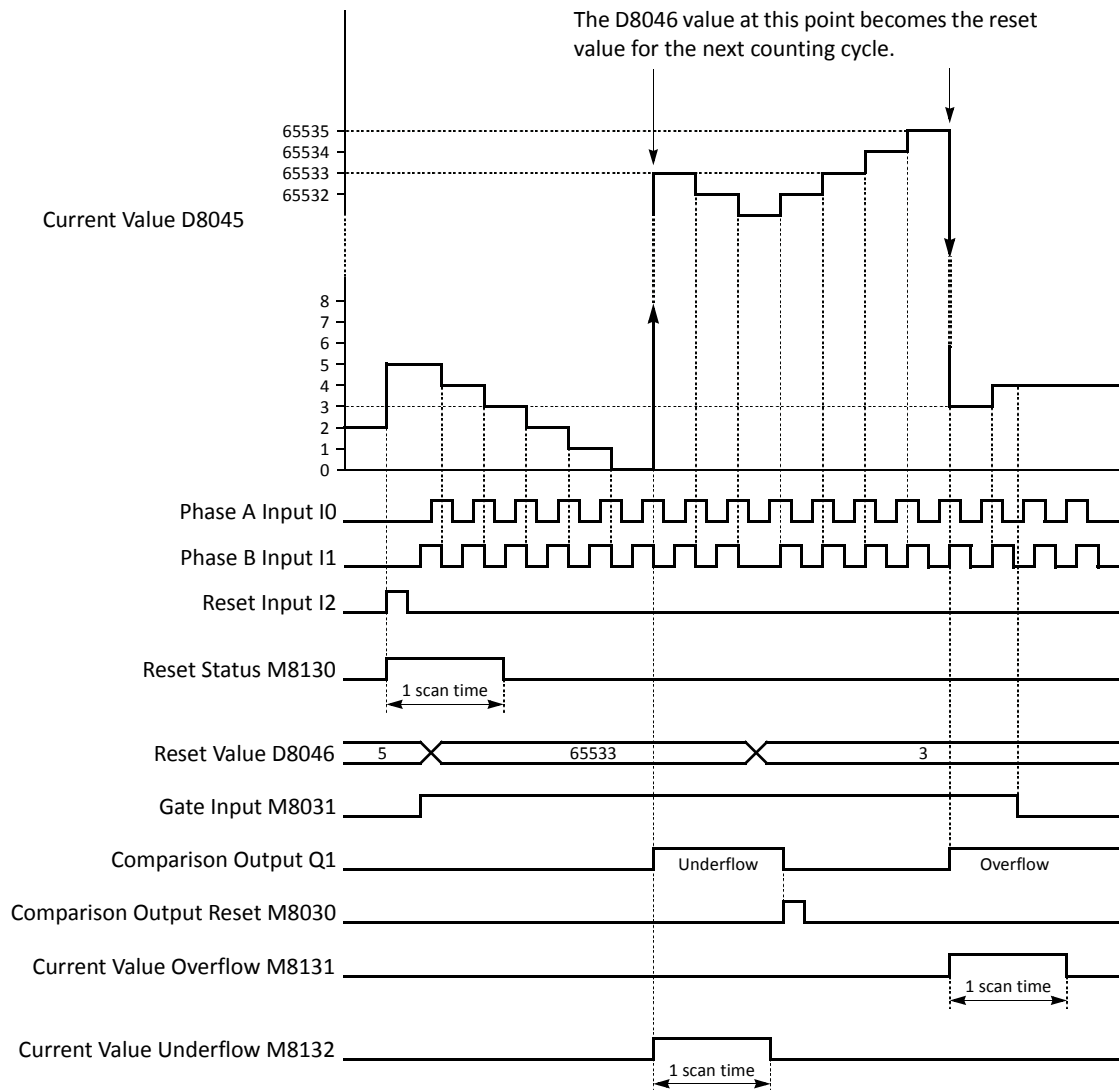 The D8046 value at this point becomes the reset
value for the next counting cycle.
65535
65534
65533
65532
Current Value D8045
8
7
6
5
4
3
2
1
0
Phase A Input I0
Phase B Input I1
Reset Input I2
Reset Status M8130
1 scan time
Reset Value D8046
5
65533
3
Gate Input M8031
Comparison Output Q1
Underflow
Overflow
Comparison Output Reset M8030
Current Value Overflow M8131
1 scan time
Current Value Underflow M8132
1 scan time